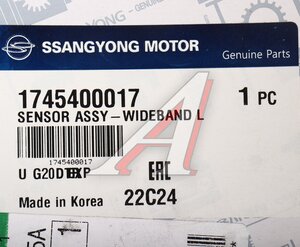 SSANGYONG MOTOR
Genuine Parts
1745400017
1 PC
SENSOR ASSY-WIDEBAND L
1745400017
EAC
Made in Korea
22C24